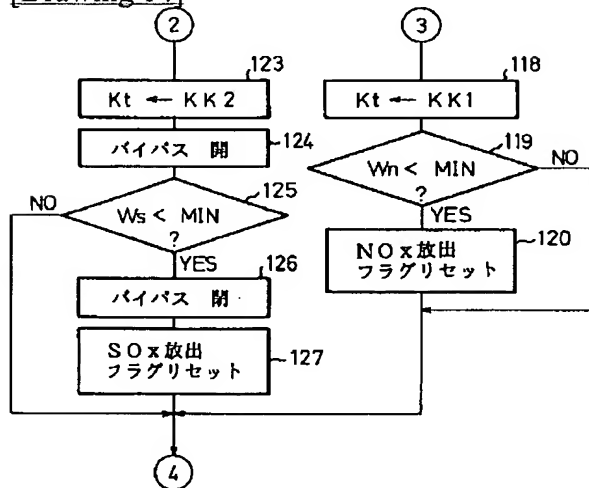 2
3
123
Kt ← KK2
118
Kt ← KK1
124
バイパス 開
119
Wn < MIN
?
NO
YES
125
NO
Ws < MIN
?
YES
120
NOx放出
フラグリセット
126
バイパス 閉
127
SOx放出
フラグリセット
4